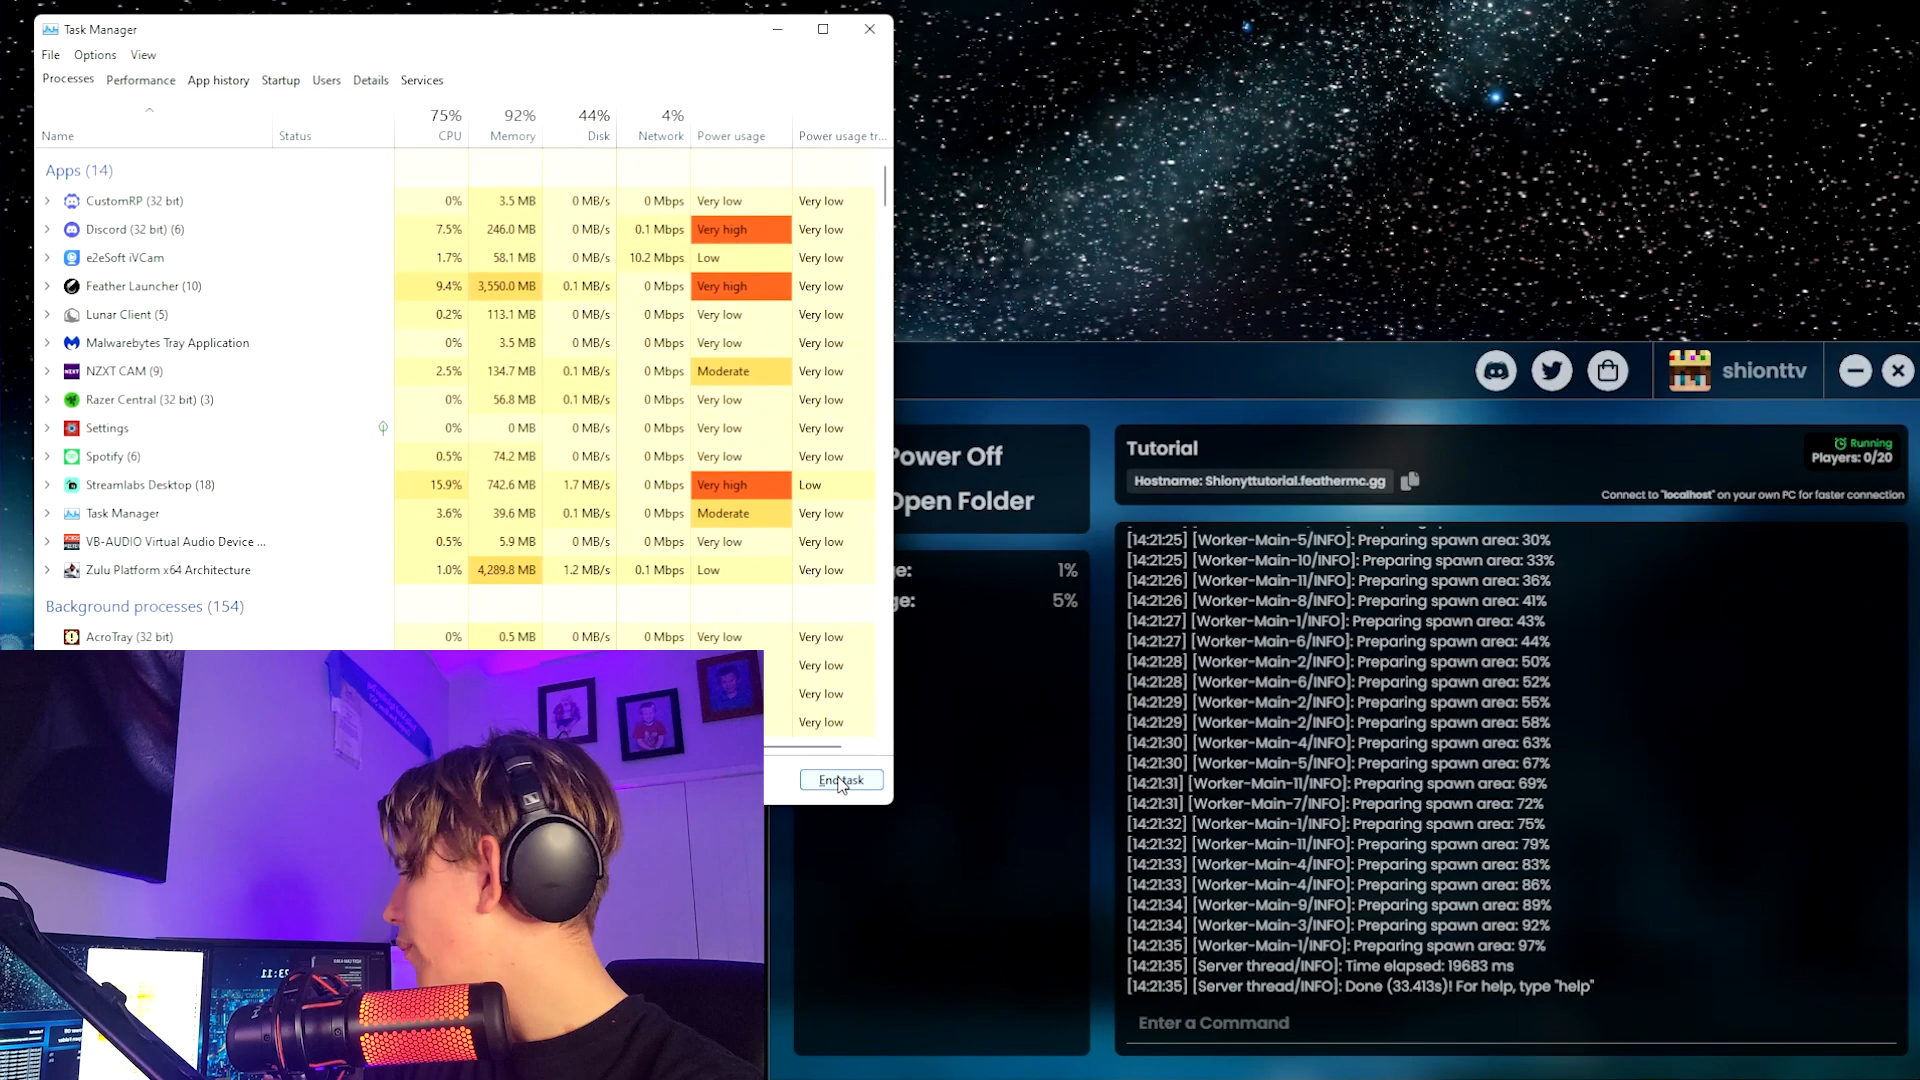 Task Manager
File Options View
Processes Performance App history Startup Users Details Services
75% 92% 44% 4%
Name Status CPU Memory Disk Network Power usage Power usage tr...
Apps (14)
CustomRP (32 bit) 0% 3.5 MB 0 MB/s 0 Mbps Very low Very low
Discord (32 bit) (6) 7.5% 246.0 MB 0 MB/s 0.1 Mbps Very high Very low
e2eSoft iVCam 1.7% 58.1 MB 0 MB/s 10.2 Mbps Low Very low
Feather Launcher (10) 9.4% 3,550.0 MB 0.1 MB/s 0 Mbps Very high Very low
Lunar Client (5) 0.2% 113.1 MB 0 MB/s 0 Mbps Very low Very low
Malwarebytes Tray Application 0% 3.5 MB 0 MB/s 0 Mbps Very low Very low
NZXT CAM (9) 2.5% 134.7 MB 0.1 MB/s 0 Mbps Moderate Very low
Razer Central (32 bit) (3) 0% 56.8 MB 0.1 MB/s 0 Mbps Very low Very low
Settings 0% 0 MB 0 MB/s 0 Mbps Very low Very low
Spotify (6) 0.5% 74.2 MB 0 MB/s 0 Mbps Very low Very low
Streamlabs Desktop (18) 15.9% 742.6 MB 1.7 MB/s 0 Mbps Very high Low
Task Manager 3.6% 39.6 MB 0.1 MB/s 0 Mbps Moderate Very low
VB-AUDIO Virtual Audio Device ... 0.5% 5.9 MB 0 MB/s 0 Mbps Very low Very low
Zulu Platform x64 Architecture 1.0% 4,289.8 MB 1.2 MB/s 0.1 Mbps Low Very low
Background processes (154)
AcroTray (32 bit) 0% 0.5 MB 0 MB/s 0 Mbps Very low Very low
Very low
Very low
Very low
End task
shionttv
Power Off
Open Folder
ge: 1%
ge: 5%
Tutorial
Running
Players: 0/20
Hostname: Shionyttutorial.feathermc.gg
Connect to "localhost" on your own PC for faster connection
[14:21:25] [Worker-Main-5/INFO]: Preparing spawn area: 30%
[14:21:25] [Worker-Main-10/INFO]: Preparing spawn area: 33%
[14:21:26] [Worker-Main-11/INFO]: Preparing spawn area: 36%
[14:21:26] [Worker-Main-8/INFO]: Preparing spawn area: 41%
[14:21:27] [Worker-Main-1/INFO]: Preparing spawn area: 43%
[14:21:27] [Worker-Main-6/INFO]: Preparing spawn area: 44%
[14:21:28] [Worker-Main-2/INFO]: Preparing spawn area: 50%
[14:21:28] [Worker-Main-6/INFO]: Preparing spawn area: 52%
[14:21:29] [Worker-Main-2/INFO]: Preparing spawn area: 55%
[14:21:29] [Worker-Main-2/INFO]: Preparing spawn area: 58%
[14:21:30] [Worker-Main-4/INFO]: Preparing spawn area: 63%
[14:21:30] [Worker-Main-5/INFO]: Preparing spawn area: 67%
[14:21:31] [Worker-Main-11/INFO]: Preparing spawn area: 69%
[14:21:31] [Worker-Main-7/INFO]: Preparing spawn area: 72%
[14:21:32] [Worker-Main-1/INFO]: Preparing spawn area: 75%
[14:21:32] [Worker-Main-11/INFO]: Preparing spawn area: 79%
[14:21:33] [Worker-Main-4/INFO]: Preparing spawn area: 83%
[14:21:33] [Worker-Main-4/INFO]: Preparing spawn area: 86%
[14:21:34] [Worker-Main-9/INFO]: Preparing spawn area: 89%
[14:21:34] [Worker-Main-3/INFO]: Preparing spawn area: 92%
[14:21:35] [Worker-Main-1/INFO]: Preparing spawn area: 97%
[14:21:35] [Server thread/INFO]: Time elapsed: 19683 ms
[14:21:35] [Server thread/INFO]: Done (33.413s)! For help, type "help"
Enter a Command
23:11